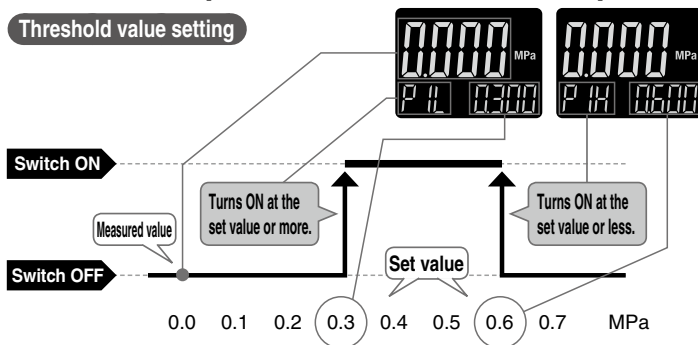 Threshold value setting
0.000 MPa
P 1L 0.300
0.000 MPa
P 1H 0.600
Switch ON
Turns ON at the
set value or more.
Turns ON at the
set value or less.
Measured value
Set value
Switch OFF
0.0 0.1 0.2 0.3 0.4 0.5 0.6 0.7 MPa